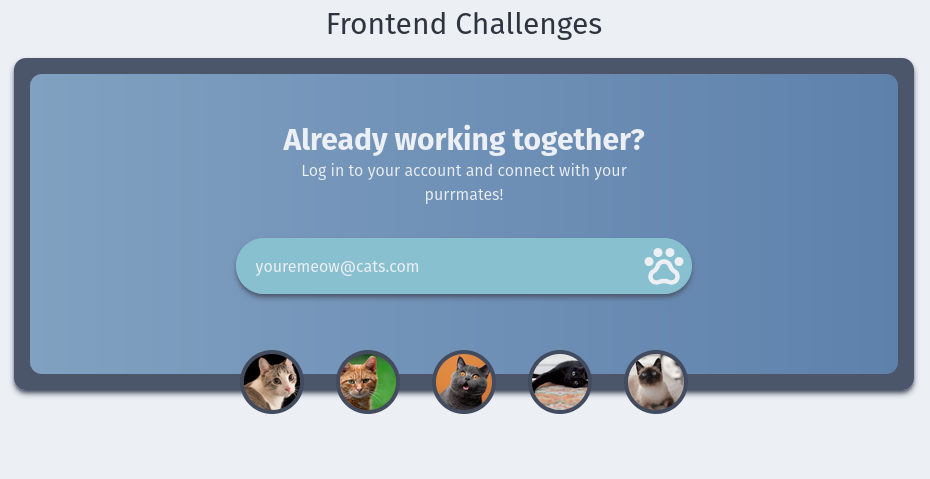 Frontend Challenges
Already working together?
Log in to your account and connect with your
purrmates!
youremeow@cats.com